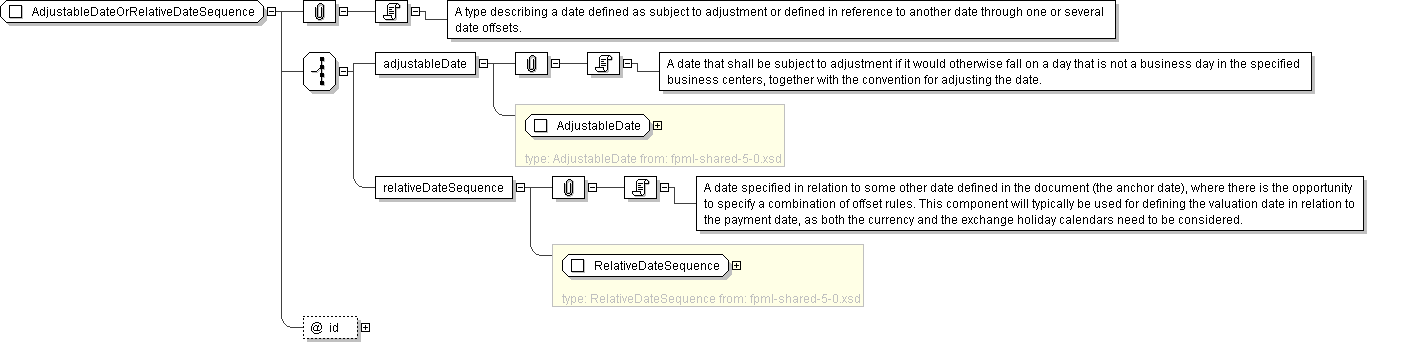 AdjustableDateOrRelativeDateSequence
A type describing a date defined as subject to adjustment or defined in reference to another date through one or several
date offsets.
adjustableDate
A date that shall be subject to adjustment if it would otherwise fall on a day that is not a business day in the specified
business centers, together with the convention for adjusting the date.
AdjustableDate
type: AdjustableDate from: fpml-shared-5-0.xsd
relativeDateSequence
A date specified in relation to some other date defined in the document (the anchor date), where there is the opportunity
to specify a combination of offset rules. This component will typically be used for defining the valuation date in relation to
the payment date, as both the currency and the exchange holiday calendars need to be considered.
RelativeDateSequence
type: RelativeDateSequence from: fpml-shared-5-0.xsd
@ id